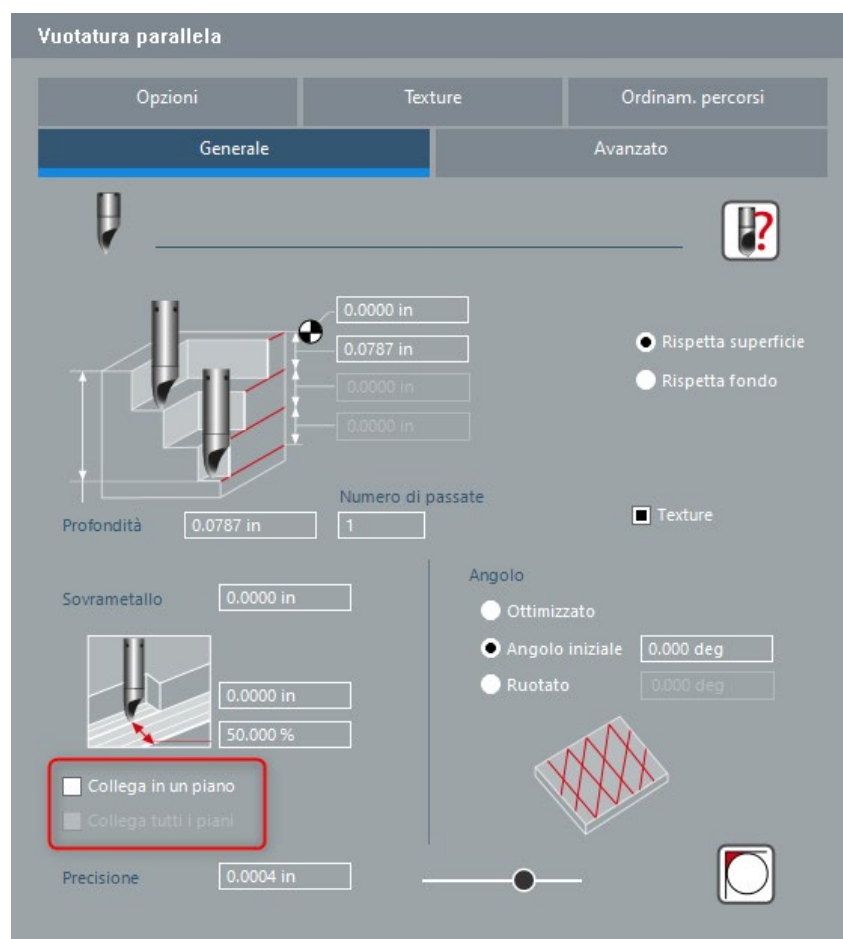 Vuotatura parallela
Opzioni
Texture
Ordinam. percorsi
Generale
Avanzato
?
0.0000 in
0.0787 in
0.0000 in
0.0000 in
Rispetta superficie
Rispetta fondo
Numero di passate
Profondità
0.0787 in
1
Texture
Sovrametallo
0.0000 in
0.0000 in
50.000 %
Collega in un piano
Collega tutti i piani
Precisione
0.0004 in
Angolo
Ottimizzato
Angolo iniziale
0.000 deg
Ruotato
0.000 deg